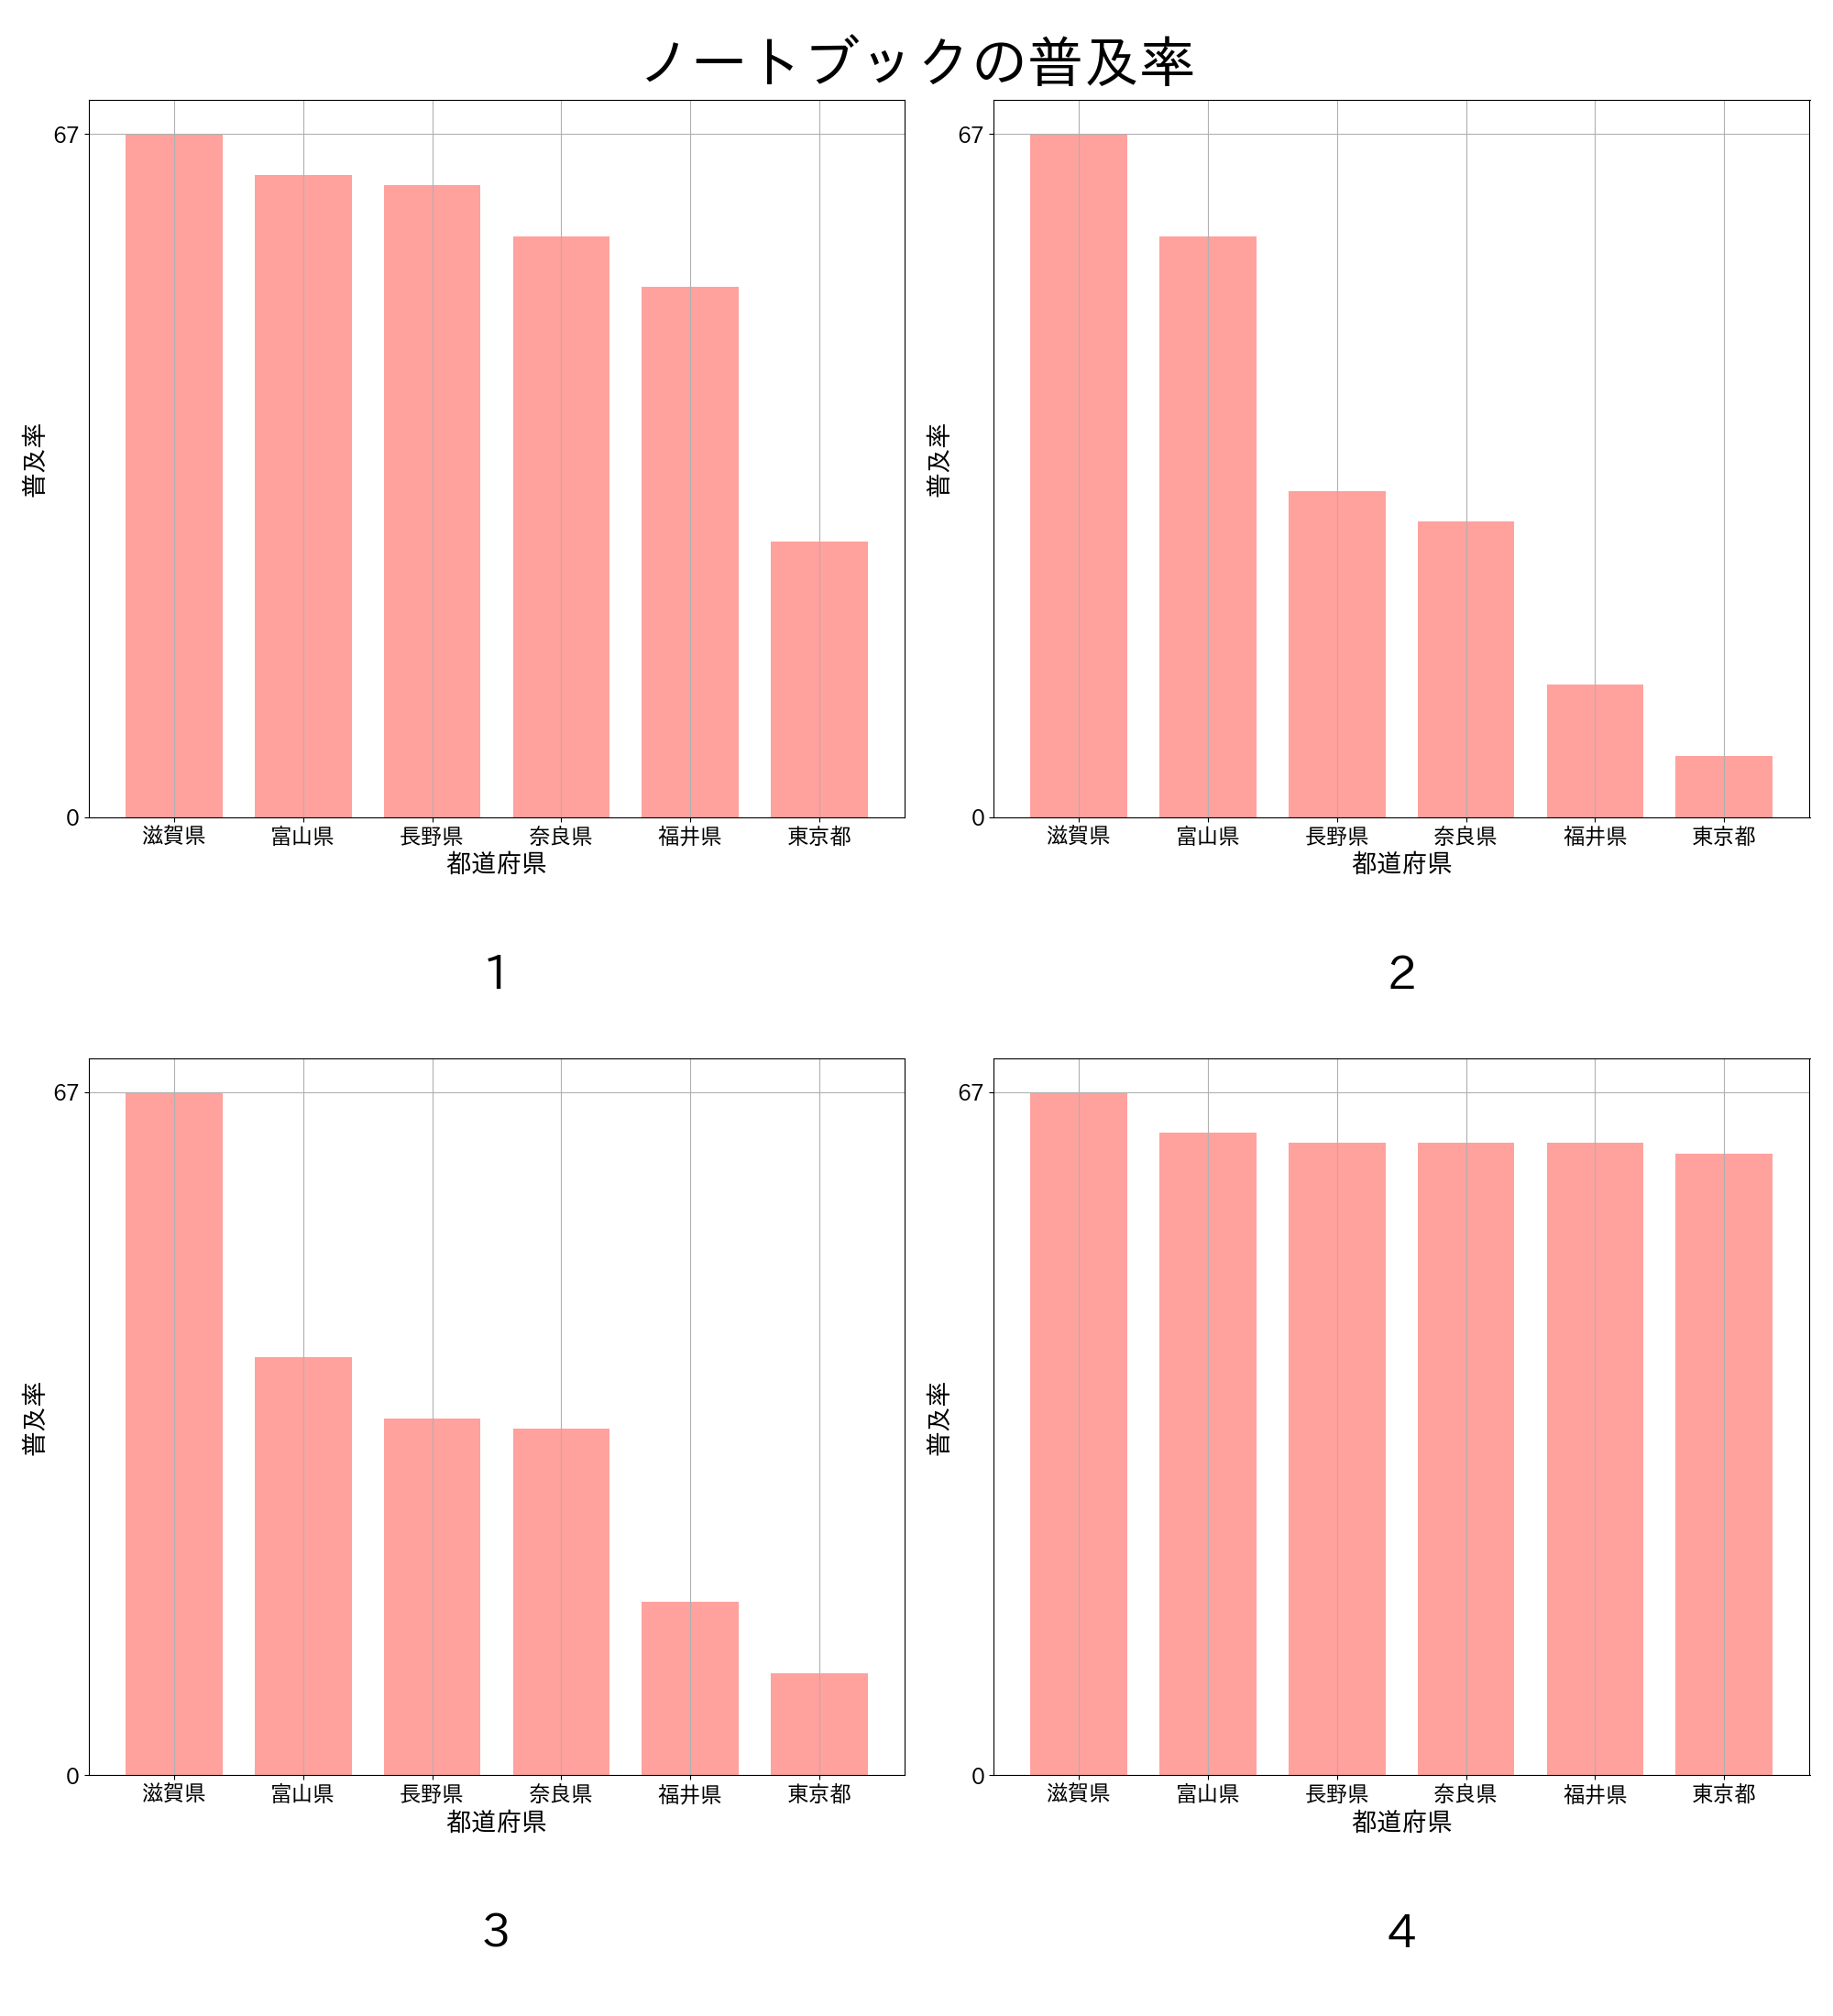 ノートブックの普及率
67
0
普及率
滋賀県 富山県 長野県 奈良県 福井県 東京都
都道府県
1
67
0
普及率
滋賀県 富山県 長野県 奈良県 福井県 東京都
都道府県
2
67
0
普及率
滋賀県 富山県 長野県 奈良県 福井県 東京都
都道府県
3
67
0
普及率
滋賀県 富山県 長野県 奈良県 福井県 東京都
都道府県
4